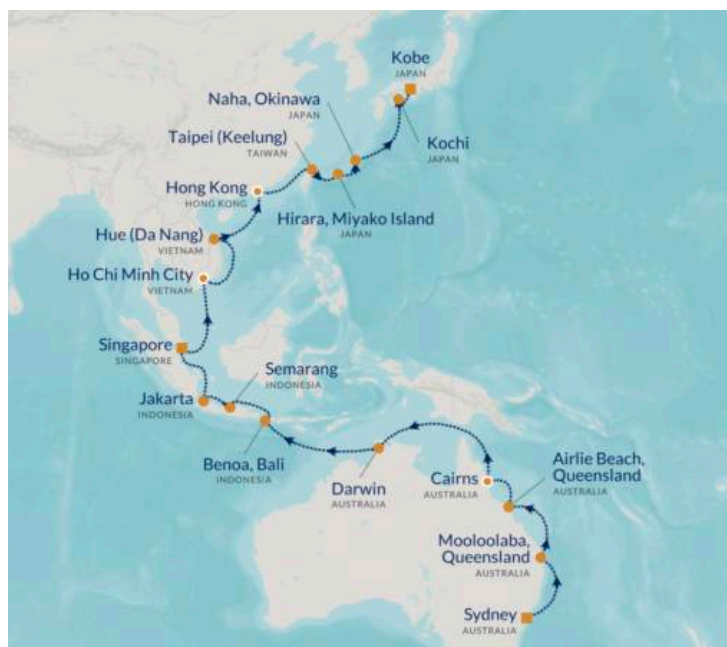 Kobe
JAPAN
Naha, Okinawa
JAPAN
Taipei (Keelung)
TAIWAN
Kochi
JAPAN
Hong Kong
HONG KONG
Hirara, Miyako Island
JAPAN
Hue (Da Nang)
VIETNAM
Ho Chi Minh City
VIETNAM
Singapore
SINGAPORE
Semarang
INDONESIA
Jakarta
INDONESIA
Benoa, Bali
INDONESIA
Darwin
AUSTRALIA
Cairns
AUSTRALIA
Airlie Beach,
Queensland
AUSTRALIA
Mooloolaba,
Queensland
AUSTRALIA
Sydney
AUSTRALIA